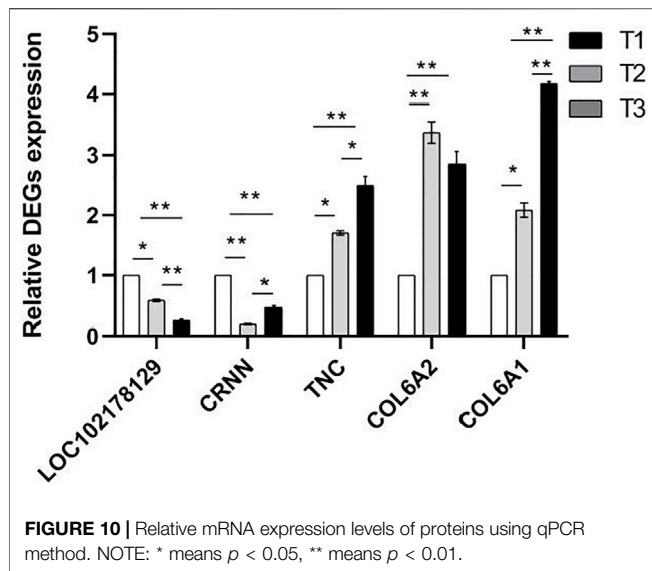 Relative DEGs expression
5
4
3
2
1
0
** * **
** ** *
** * *
** **
** ** *
T1
T2
T3
LOC102178129
CRNN
TNC
COL6A2
COL6A1
FIGURE 10 | Relative mRNA expression levels of proteins using qPCR
method. NOTE: * means p < 0.05, ** means p < 0.01.